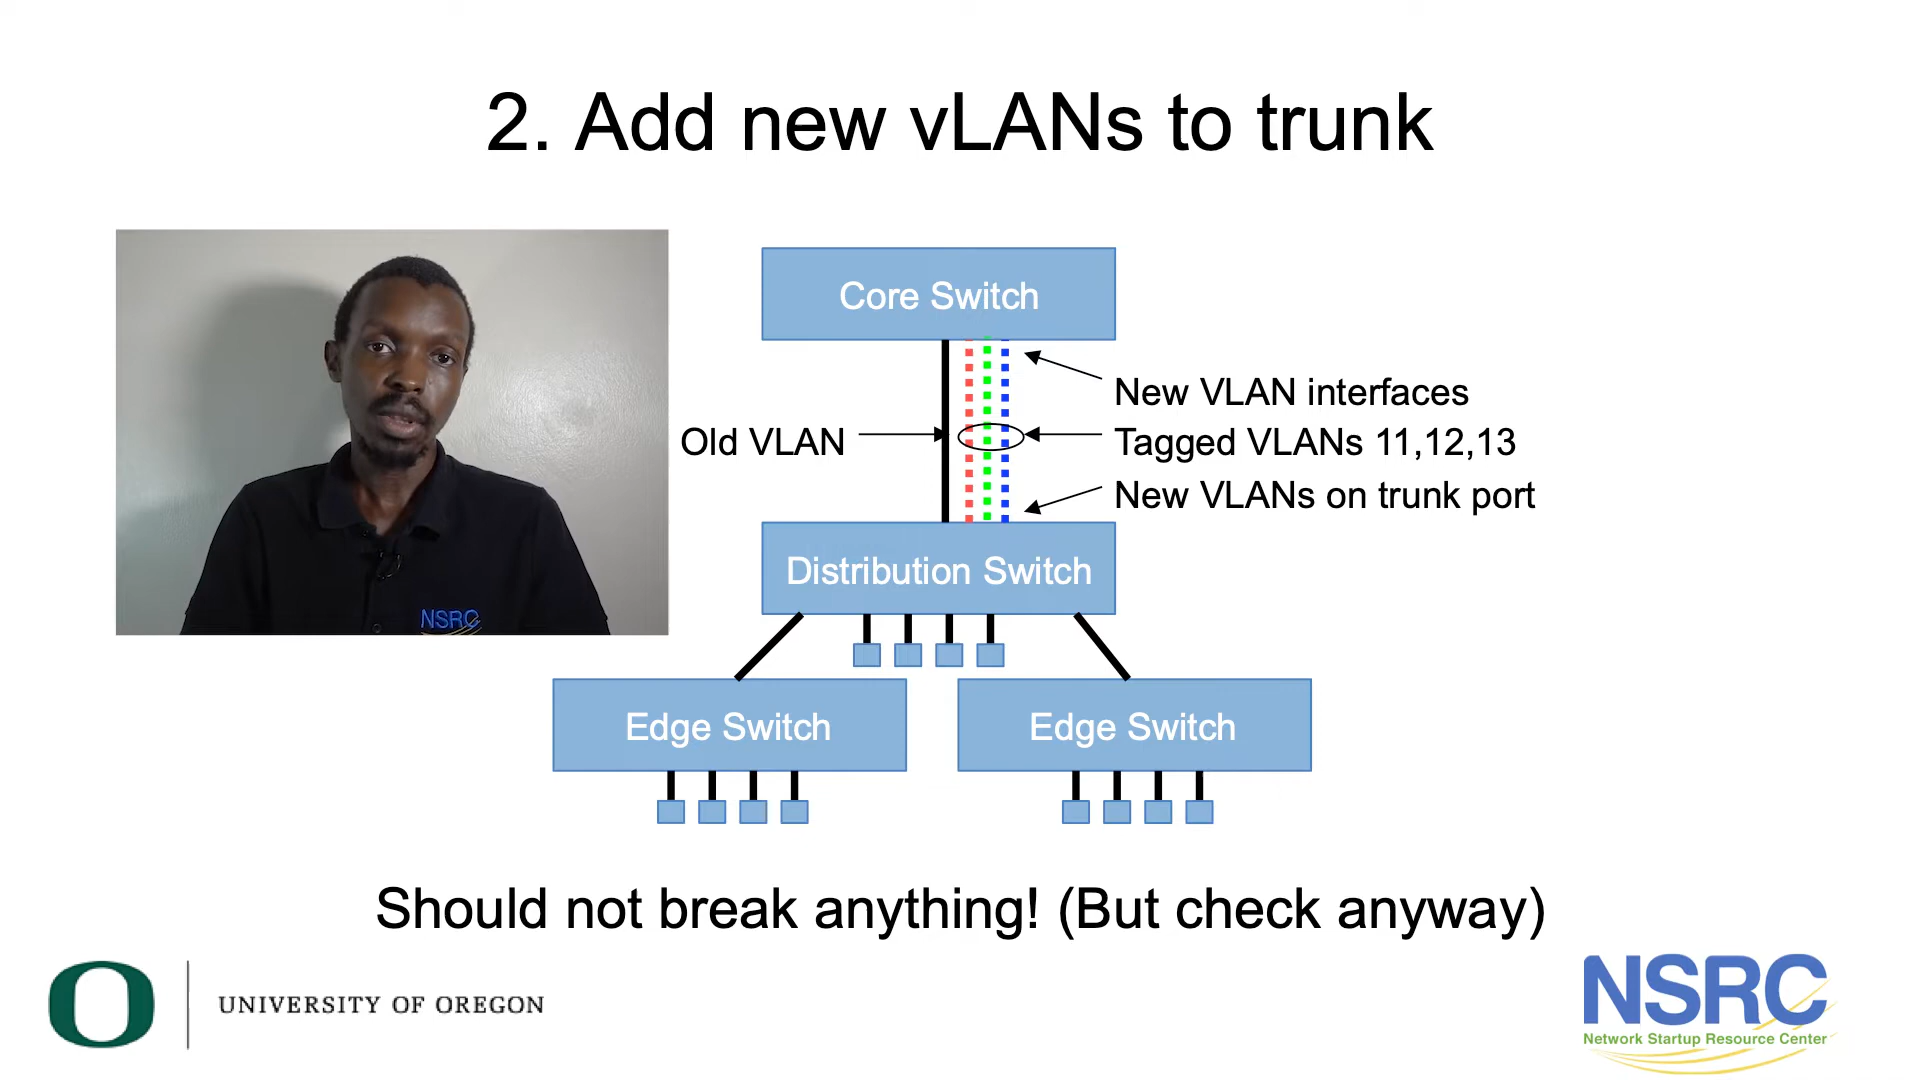 2. Add new vLANs to trunk
Core Switch
New VLAN interfaces
Old VLAN
Tagged VLANs 11,12,13
New VLANs on trunk port
Distribution Switch
NSRC
Edge Switch
Edge Switch
Should not break anything! (But check anyway)
UNIVERSITY OF OREGON
NSRC
Network Startup Resource Center